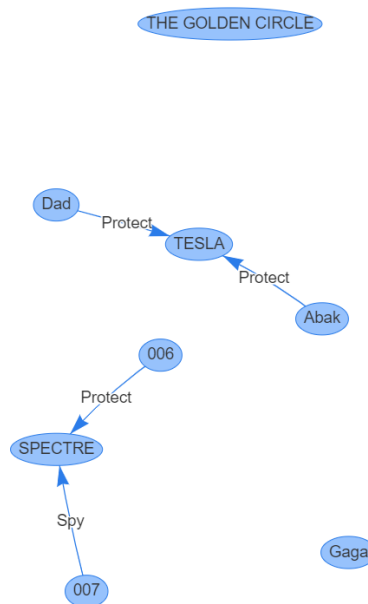 THE GOLDEN CIRCLE
Dad
Protect
TESLA
Protect
Abak
006
Protect
SPECTRE
Spy
Gaga
007